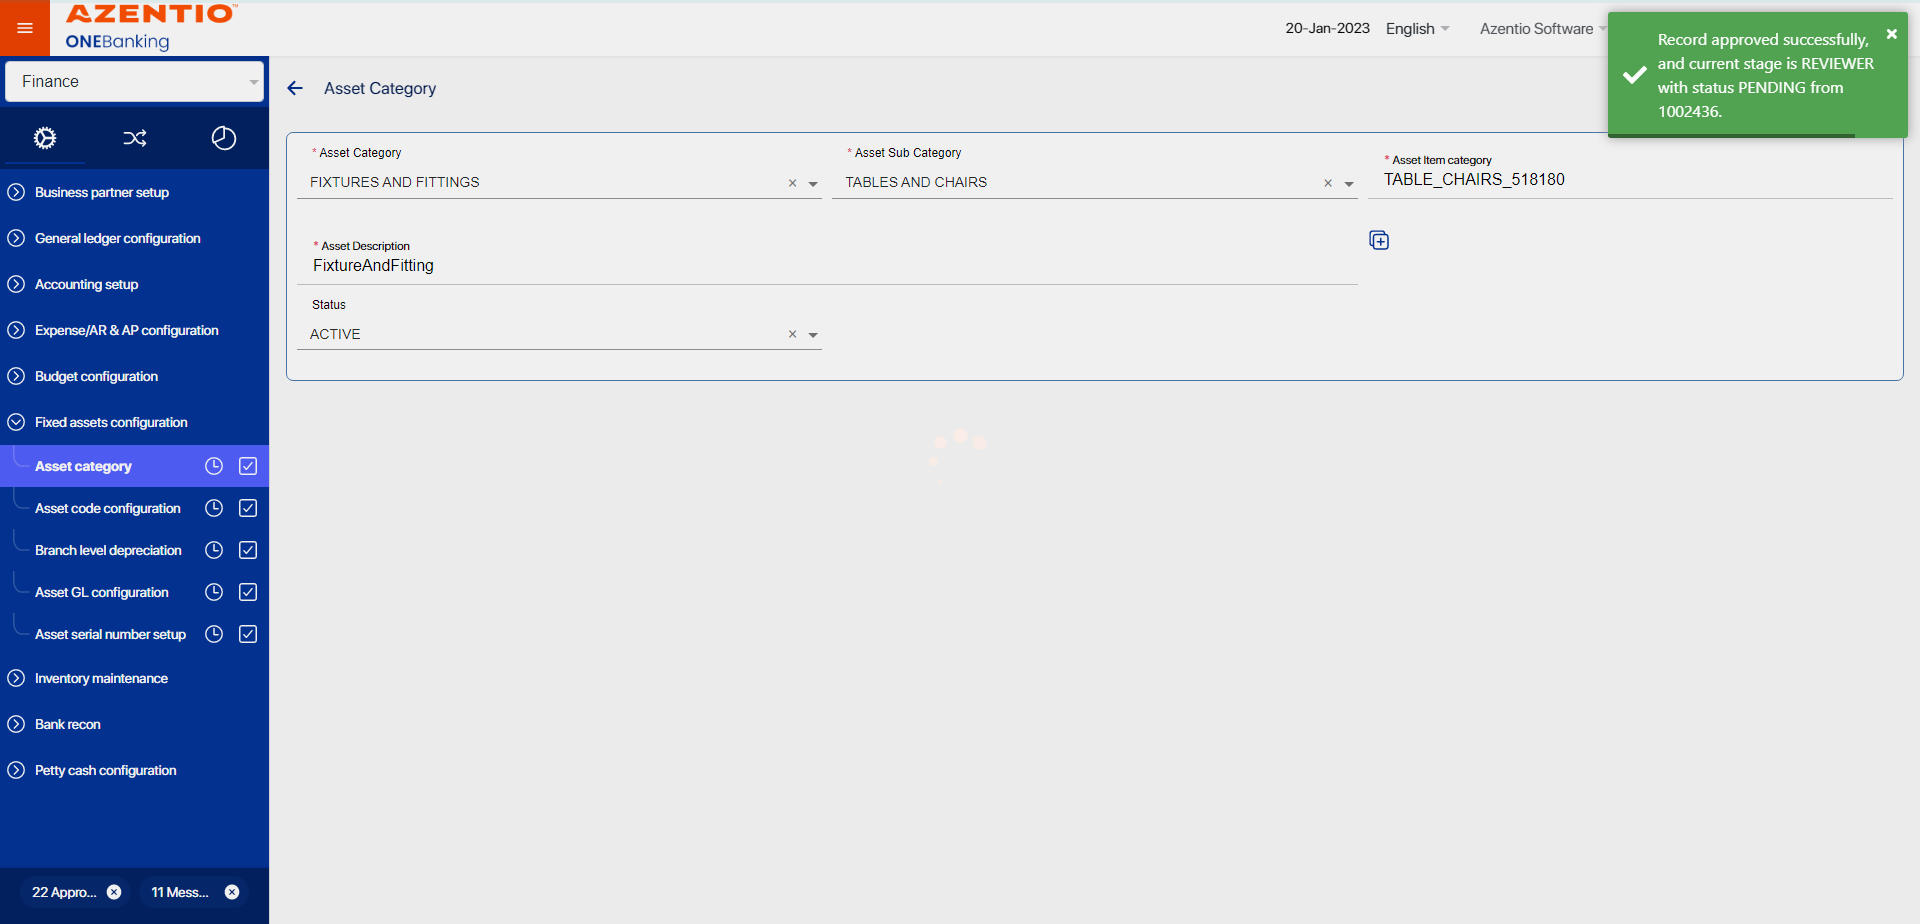 AZENTIO™
ONEBanking
20-Jan-2023
English
Azentio Software
Record approved successfully,
and current stage is REVIEWER
with status PENDING from
1002436.
Finance
Asset Category
* Asset Category
FIXTURES AND FITTINGS
* Asset Sub Category
TABLES AND CHAIRS
* Asset Item category
TABLE_CHAIRS_518180
* Asset Description
FixtureAndFitting
Status
ACTIVE
Business partner setup
General ledger configuration
Accounting setup
Expense/AR & AP configuration
Budget configuration
Fixed assets configuration
Asset category
Asset code configuration
Branch level depreciation
Asset GL configuration
Asset serial number setup
Inventory maintenance
Bank recon
Petty cash configuration
22 Appro...
11 Mess...